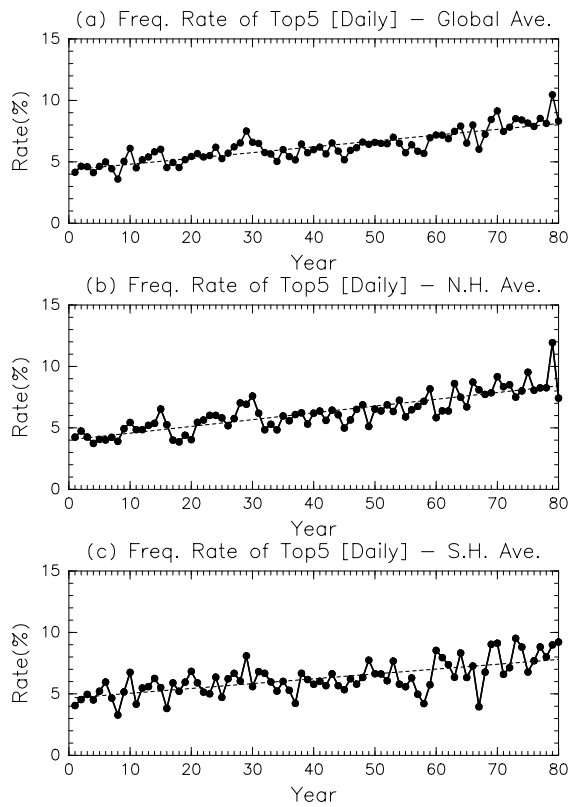 (a) Freq. Rate of Top5 [Daily] – Global Ave.
15
10
5
0
Rate(%)
0 10 20 30 40 50 60 70 80
Year
(b) Freq. Rate of Top5 [Daily] – N.H. Ave.
15
10
5
0
Rate(%)
0 10 20 30 40 50 60 70 80
Year
(c) Freq. Rate of Top5 [Daily] – S.H. Ave.
15
10
5
0
Rate(%)
0 10 20 30 40 50 60 70 80
Year